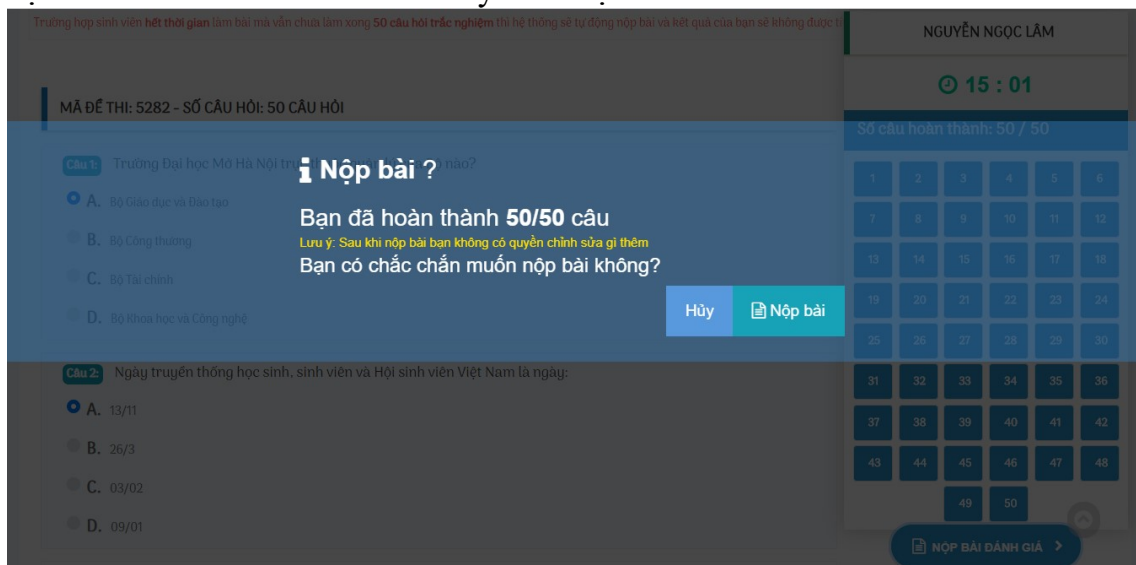 Trường hợp sinh viên hết thời gian làm bài mà vẫn chưa làm xong 50 câu hỏi trắc nghiệm thì hệ thống sẽ tự động nộp bài và kết quả của bạn sẽ không được
NGUYỄN NGỌC LÂM
15 : 01
MÃ ĐỀ THI: 5282 - SỐ CÂU HỎI: 50 CÂU HỎI
Số câu hoàn thành: 50 / 50
Câu 1: Trường Đại học Mở Hà Nội nào?
A. Bộ Giáo dục và Đào tạo
B. Bộ Công thương
C. Bộ Tài chính
D. Bộ Khoa học và Công nghệ
Nộp bài ?
Bạn đã hoàn thành 50/50 câu
Lưu ý: Sau khi nộp bài bạn không có quyền chỉnh sửa gì thêm
Bạn có chắc chắn muốn nộp bài không?
Hủy Nộp bài
Câu 2: Ngày truyền thống học sinh, sinh viên và Hội sinh viên Việt Nam là ngày:
A. 13/11
B. 26/3
C. 03/02
D. 09/01
1 2 3 4 5 6
7 8 9 10 11 12
13 14 15 16 17 18
19 20 21 22 23 24
25 26 27 28 29 30
31 32 33 34 35 36
37 38 39 40 41 42
43 44 45 46 47 48
49 50
NỘP BÀI ĐÁNH GIÁ